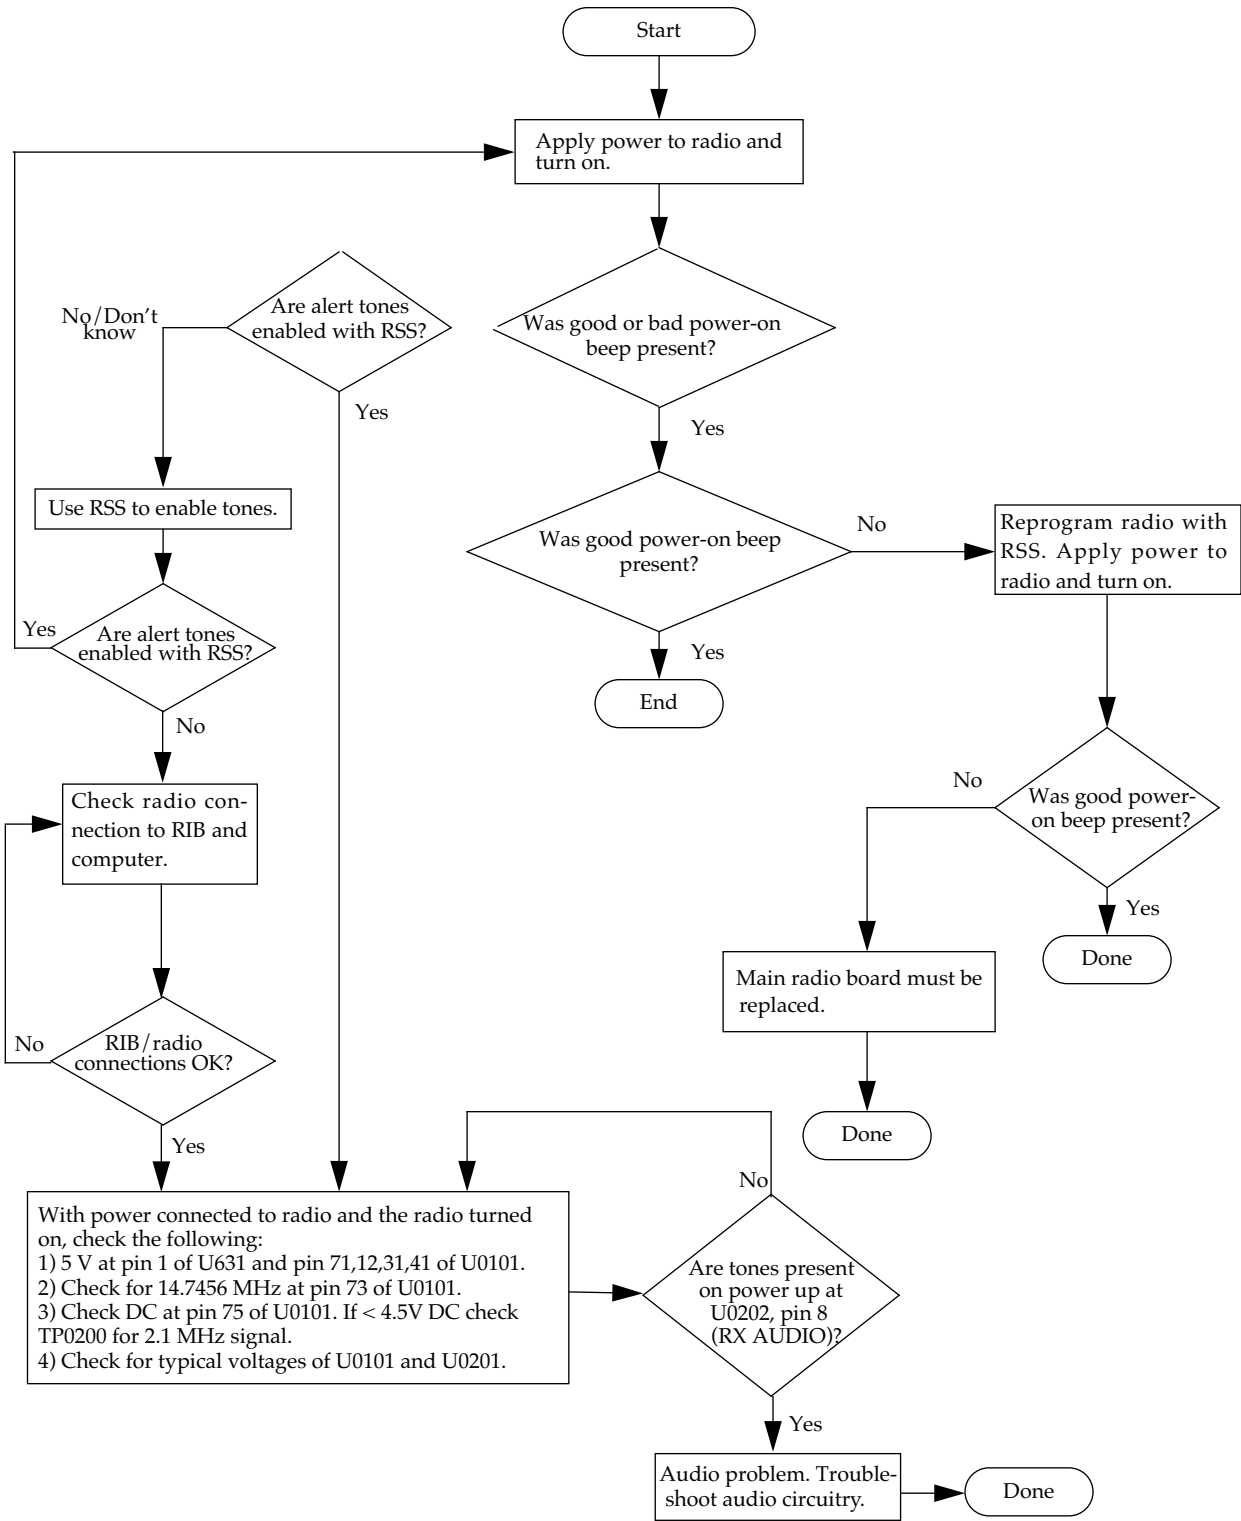 Start
Apply power to radio and
turn on.
Are alert tones
enabled with RSS?
No/Don't
know
Yes
Was good or bad power-on
beep present?
Yes
Use RSS to enable tones.
Was good power-on beep
present?
No
Yes
End
Reprogram radio with
RSS. Apply power to
radio and turn on.
Yes
Are alert tones
enabled with RSS?
No
Check radio con-
nection to RIB and
computer.
No
Was good power-
on beep present?
Yes
Done
Main radio board must be
replaced.
Done
No
RIB/radio
connections OK?
Yes
With power connected to radio and the radio turned
on, check the following:
1) 5 V at pin 1 of U631 and pin 71,12,31,41 of U0101.
2) Check for 14.7456 MHz at pin 73 of U0101.
3) Check DC at pin 75 of U0101. If < 4.5V DC check
TP0200 for 2.1 MHz signal.
4) Check for typical voltages of U0101 and U0201.
No
Are tones present
on power up at
U0202, pin 8
(RX AUDIO)?
Yes
Audio problem. Trouble-
shoot audio circuitry.
Done